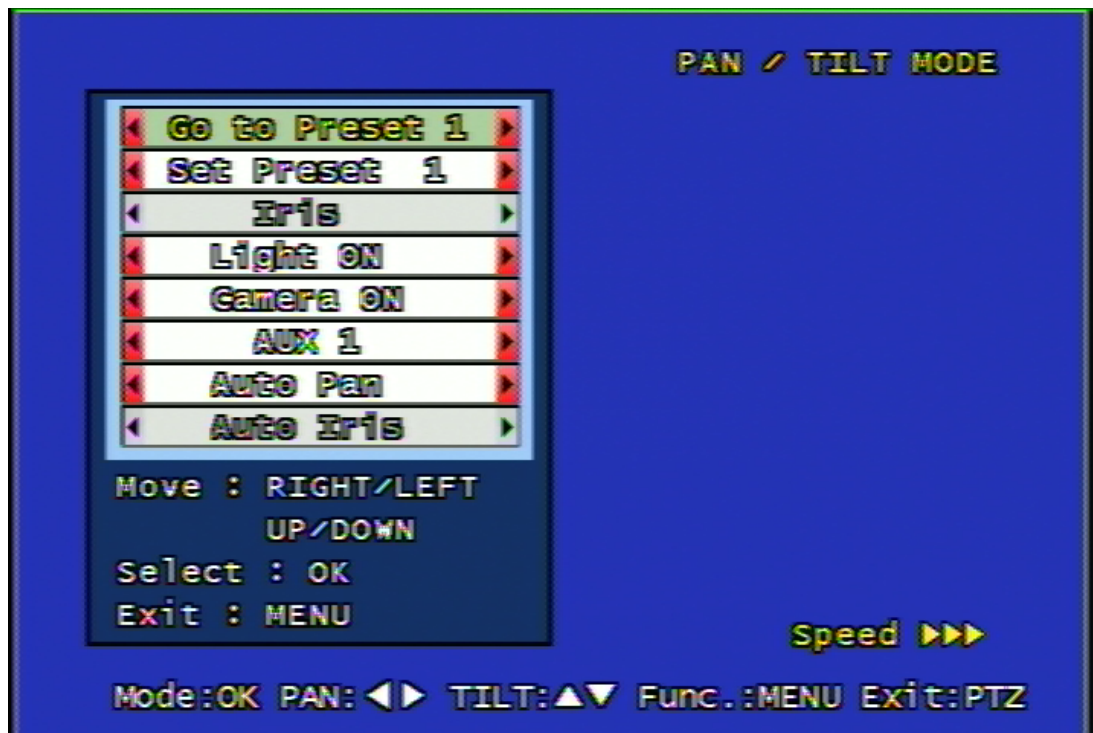 PAN / TILT MODE
Go to Preset 1
Set Preset 1
Iris
Light ON
Camera ON
AUX 1
Auto Pan
Auto Iris
Move : RIGHT/LEFT
UP/DOWN
Select : OK
Exit : MENU
Speed ▶▶▶
Mode:OK PAN:◀▶ TILT:▲▼ Func.:MENU Exit:PTZ